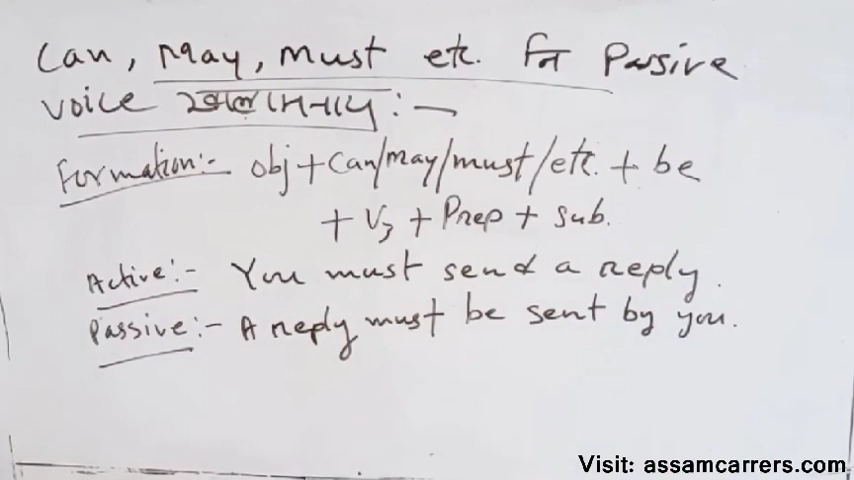 Can, May, Must etc. ৰ Passive
Voice
Formation:- Obj + Can/May/must/etc. + be
+ V3 + Prep + Sub.
Active:- You must send a reply.
Passive:- A reply must be sent by you.
Visit: assamcarrers.com